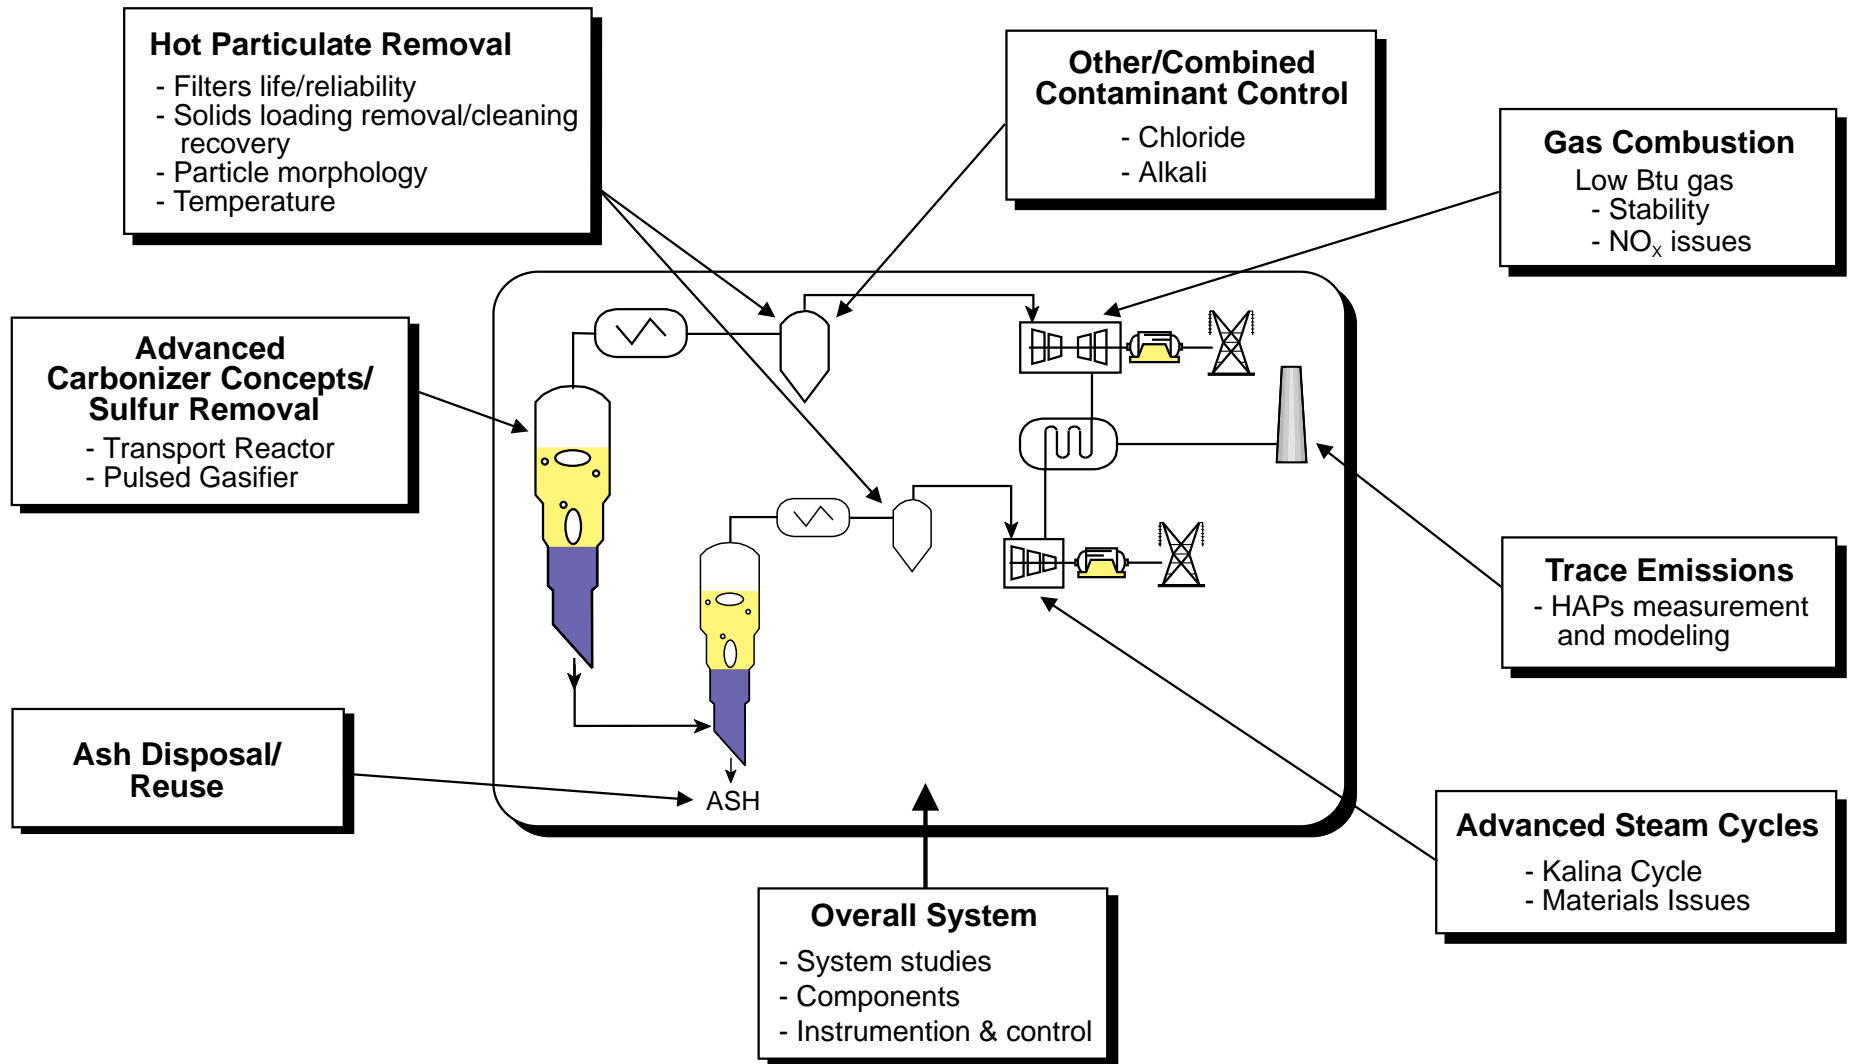 Hot Particulate Removal
- Filters life/reliability
- Solids loading removal/cleaning
recovery
- Particle morphology
- Temperature
Other/Combined
Contaminant Control
- Chloride
- Alkali
Gas Combustion
Low Btu gas
- Stability
- NOx issues
Advanced
Carbonizer Concepts/
Sulfur Removal
- Transport Reactor
- Pulsed Gasifier
Trace Emissions
- HAPs measurement
and modeling
Ash Disposal/
Reuse
ASH
Advanced Steam Cycles
- Kalina Cycle
- Materials Issues
Overall System
- System studies
- Components
- Instrumention & control